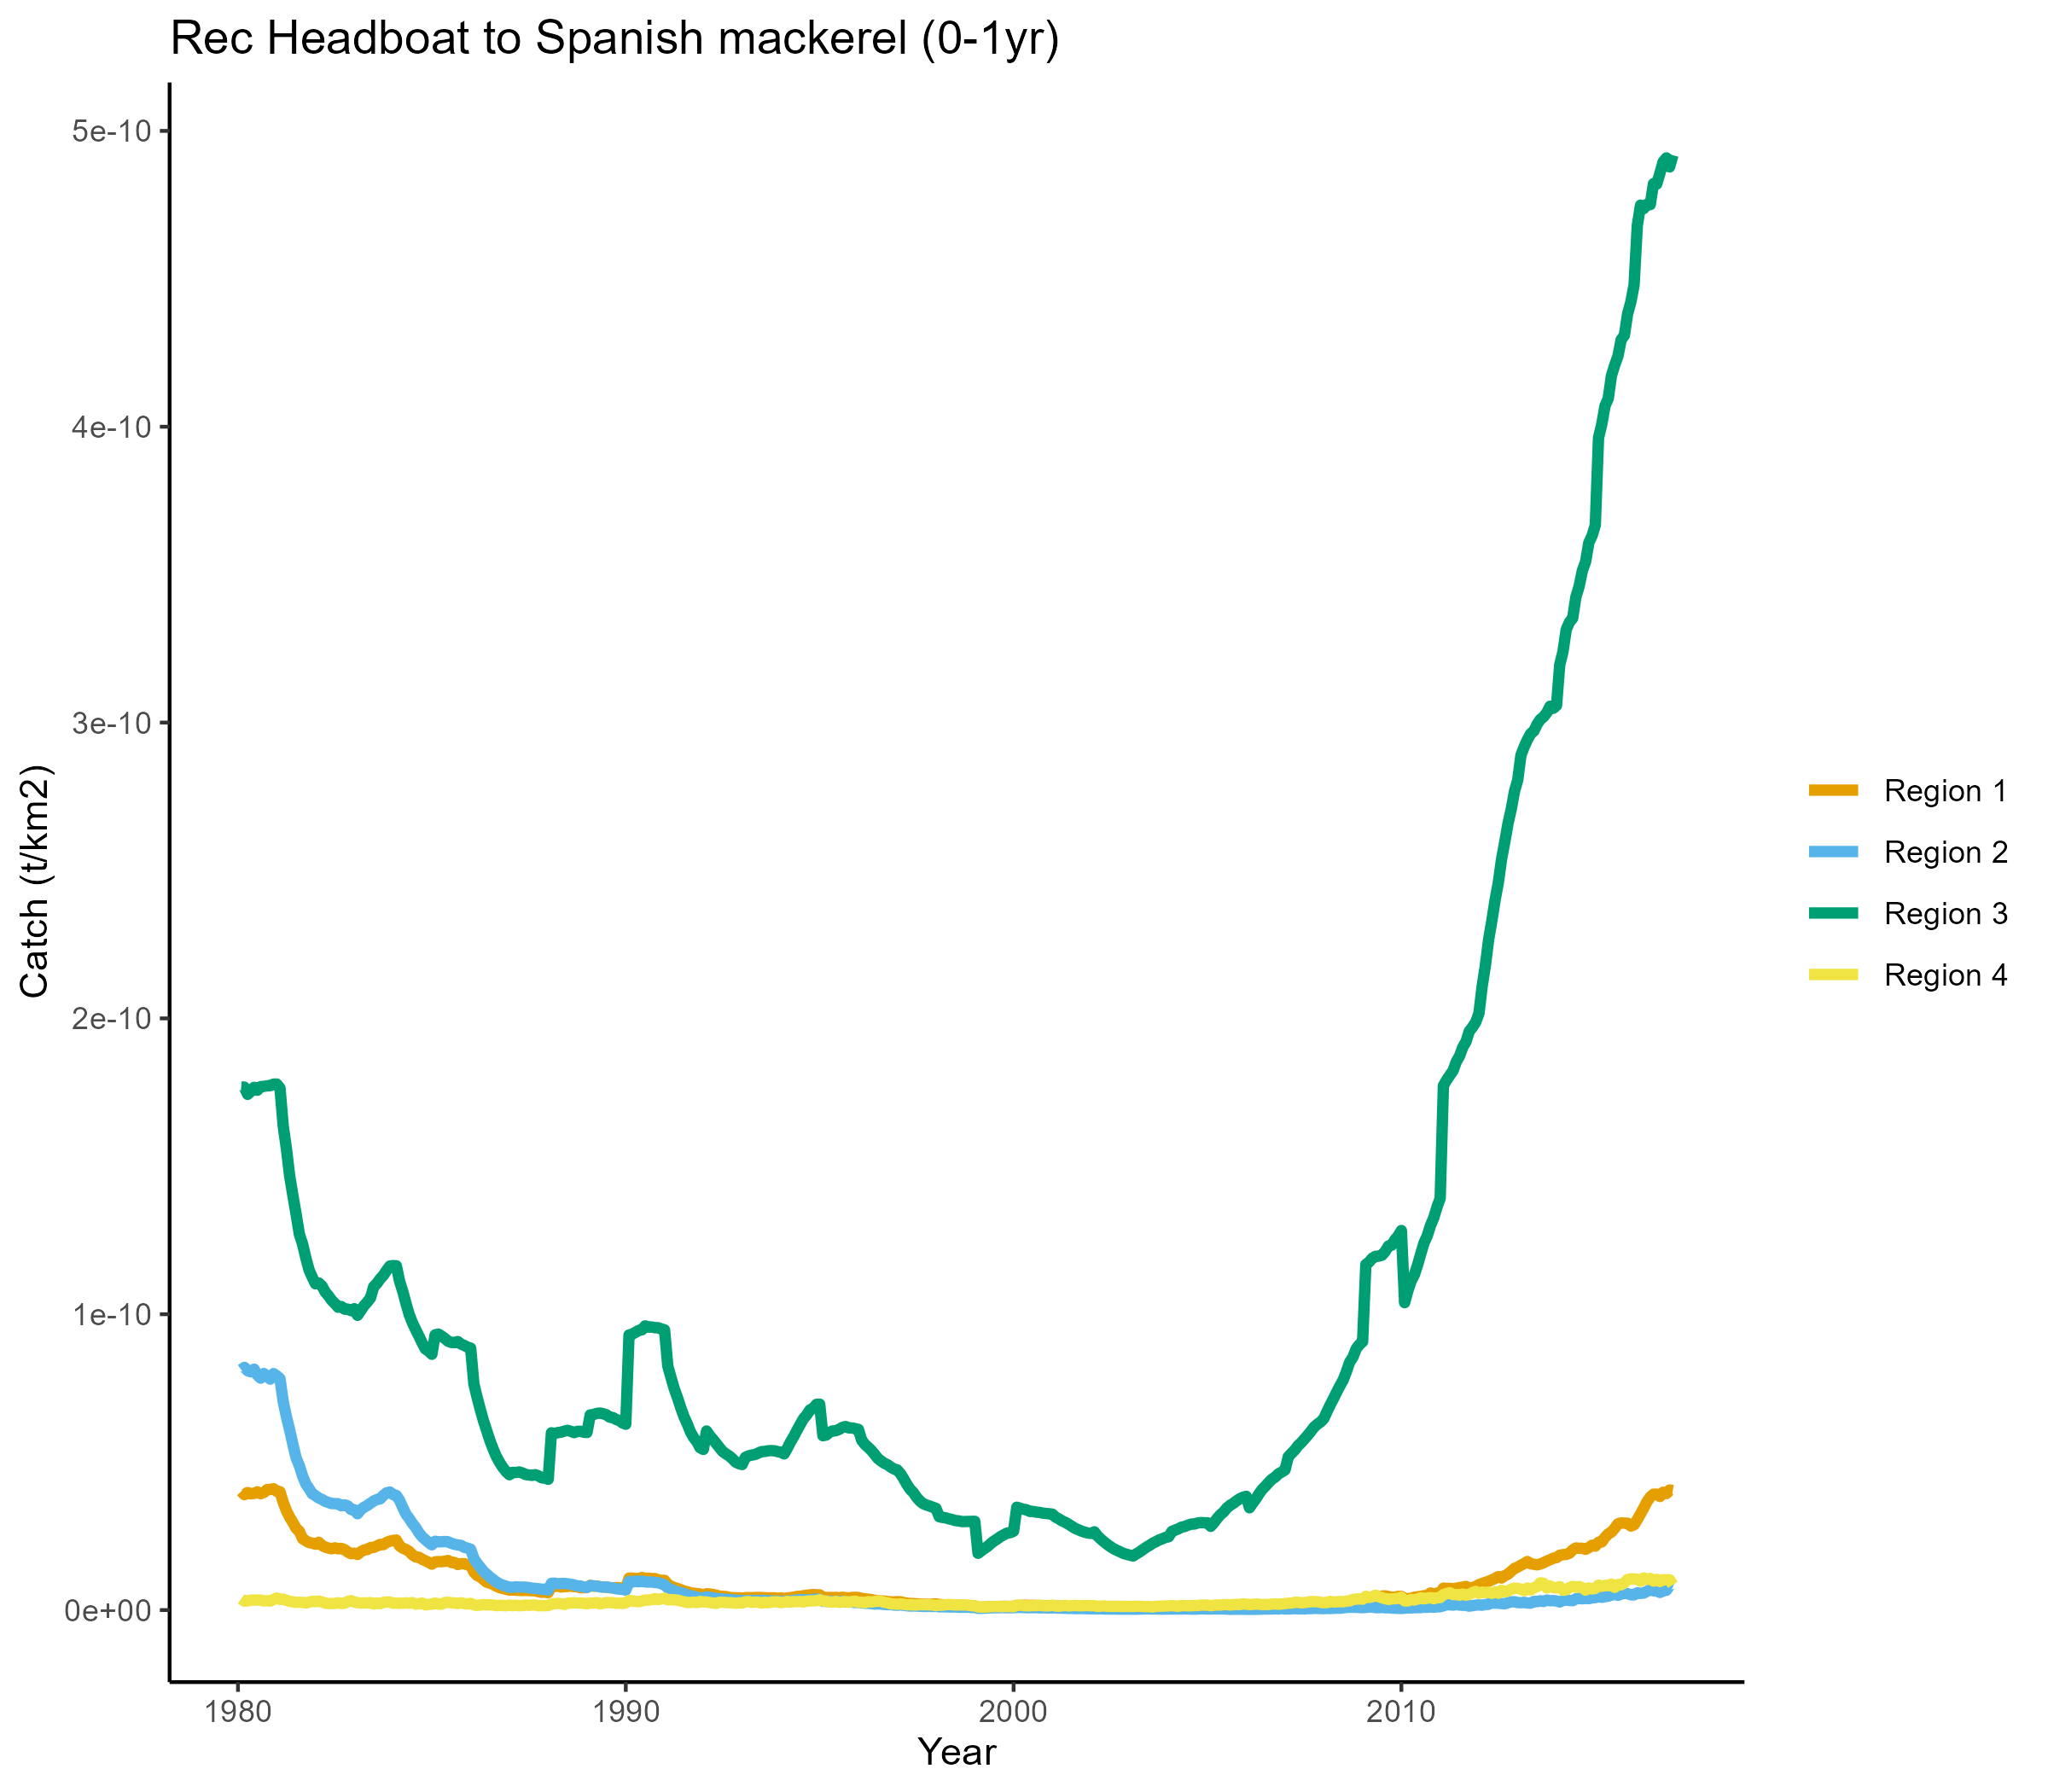 Rec Headboat to Spanish mackerel (0-1yr)
5e-10
4e-10
3e-10
2e-10
1e-10
0e+00
Catch (t/km2)
1980
1990
2000
2010
Year
Region 1
Region 2
Region 3
Region 4